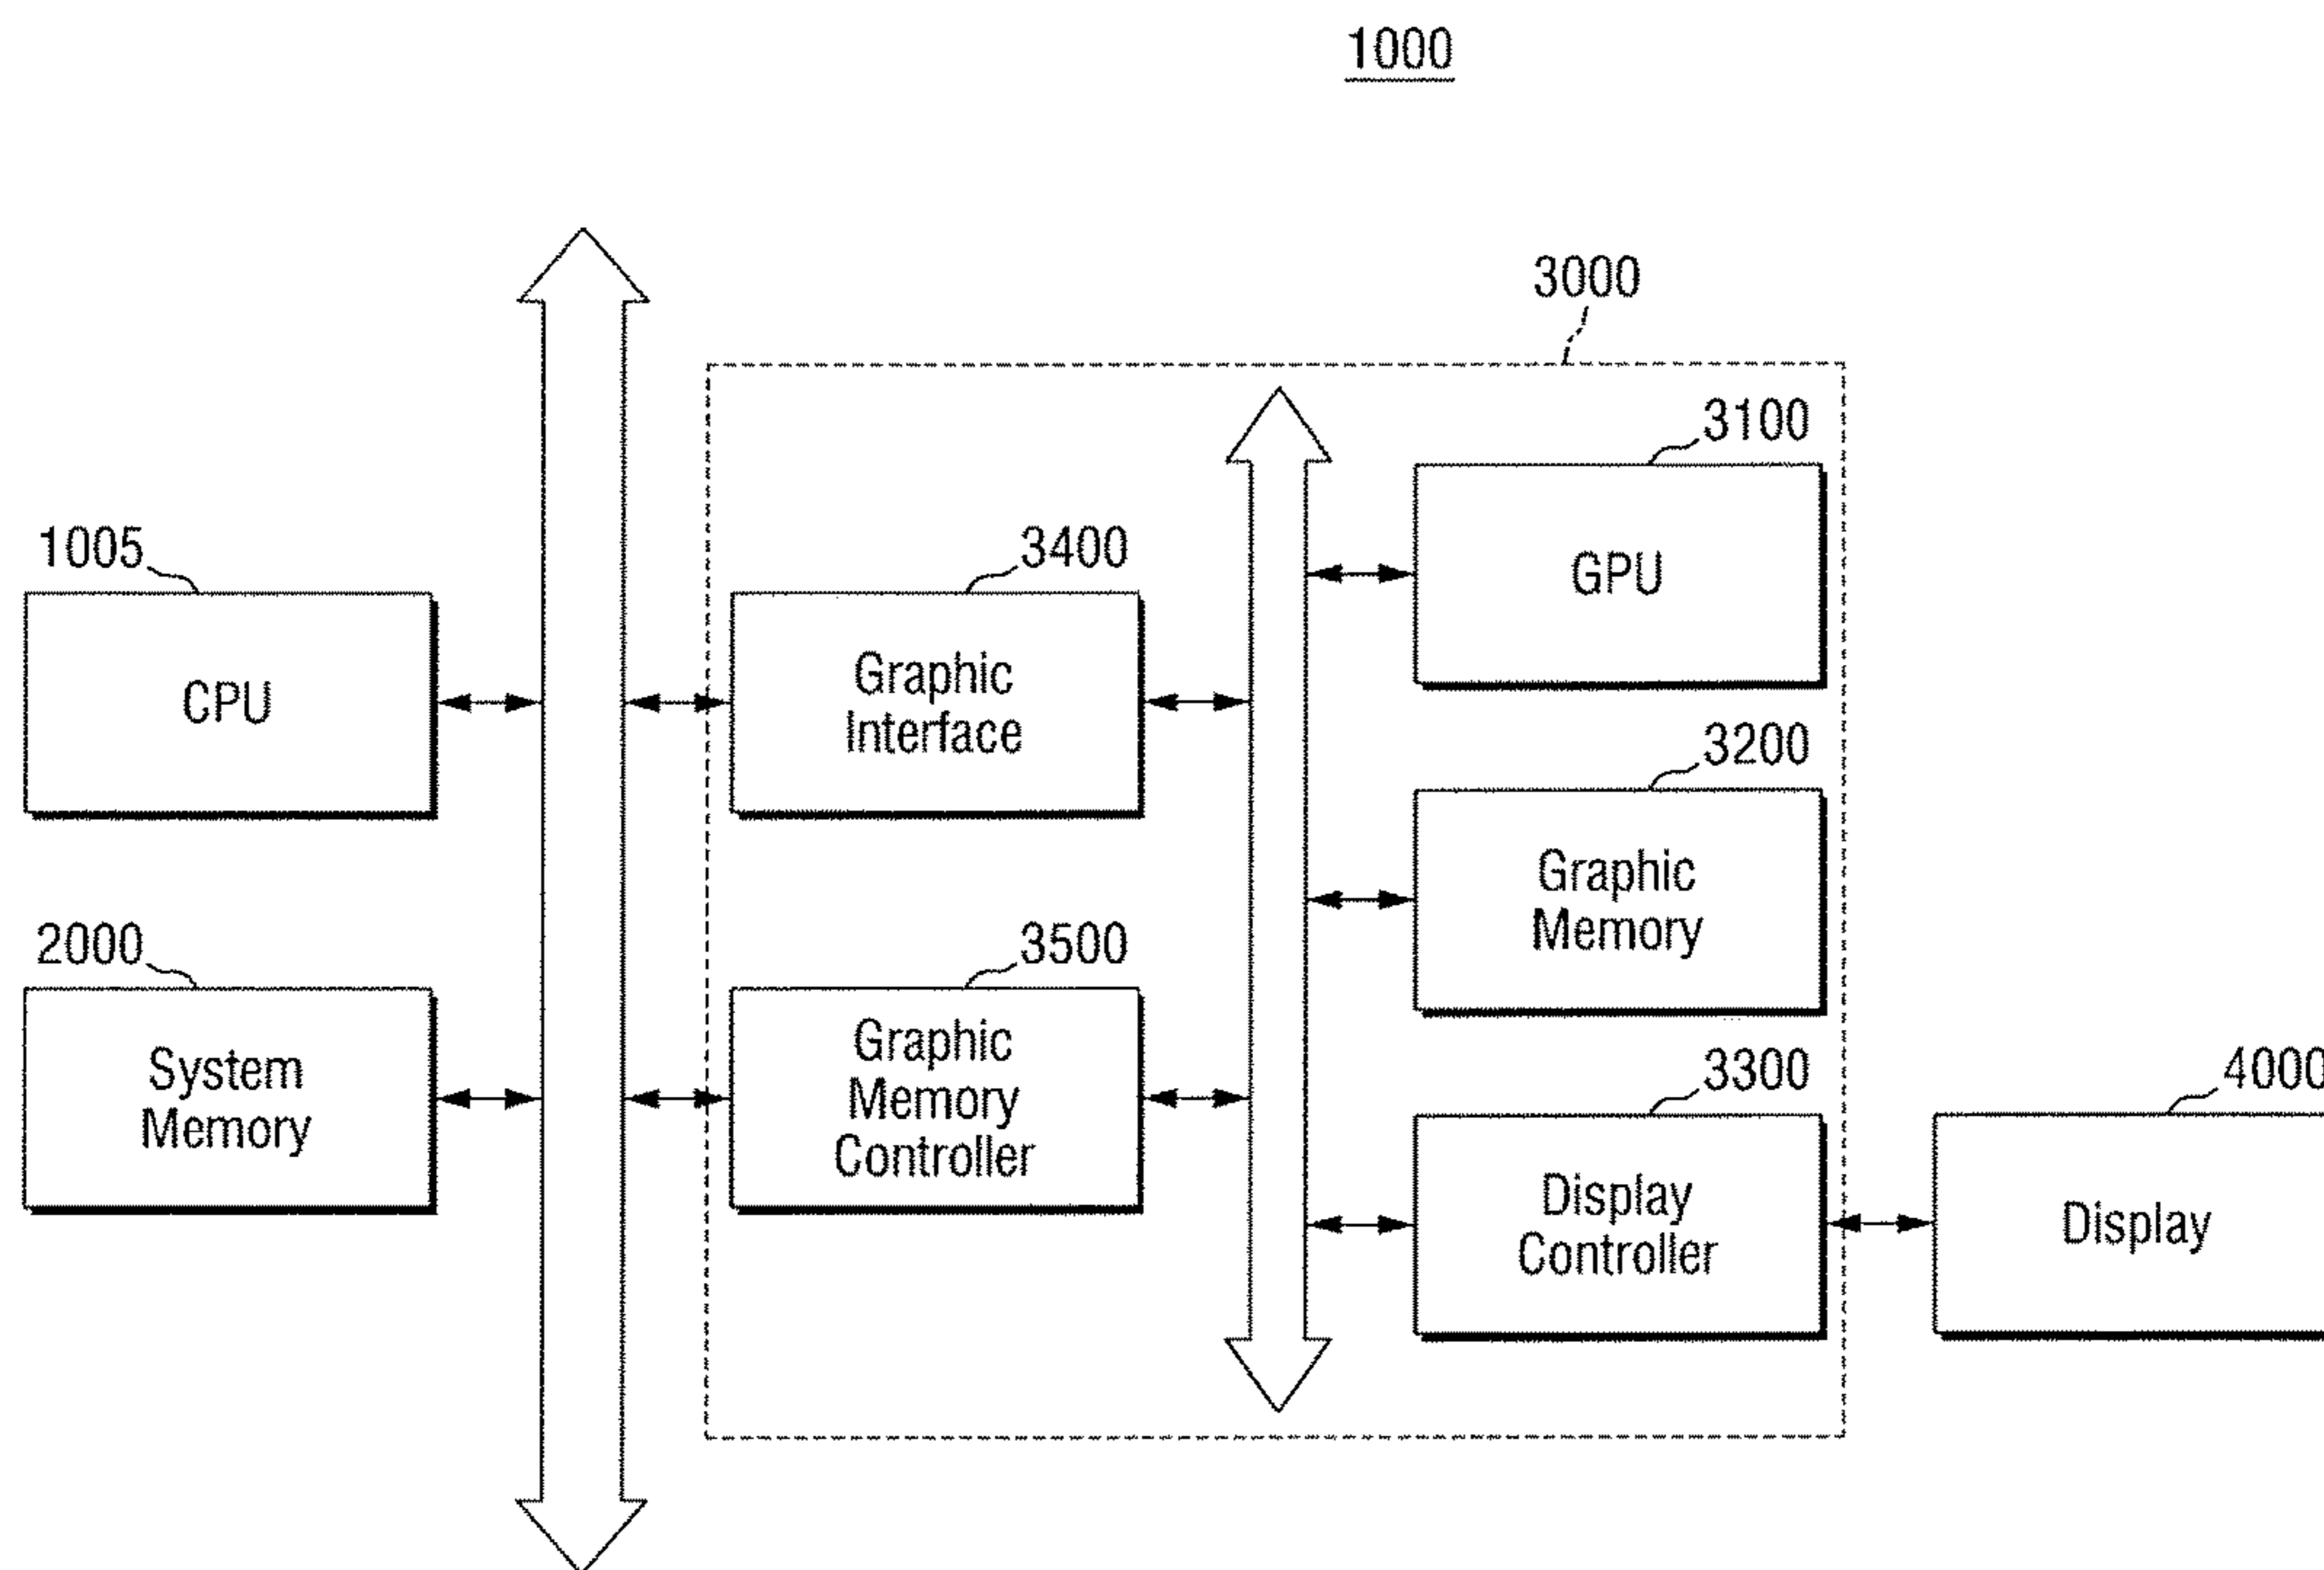 1000
3000
3100
GPU
1005
CPU
3400
Graphic
Interface
3200
Graphic
Memory
2000
System
Memory
3500
Graphic
Memory
Controller
3300
Display
Controller
4000
Display